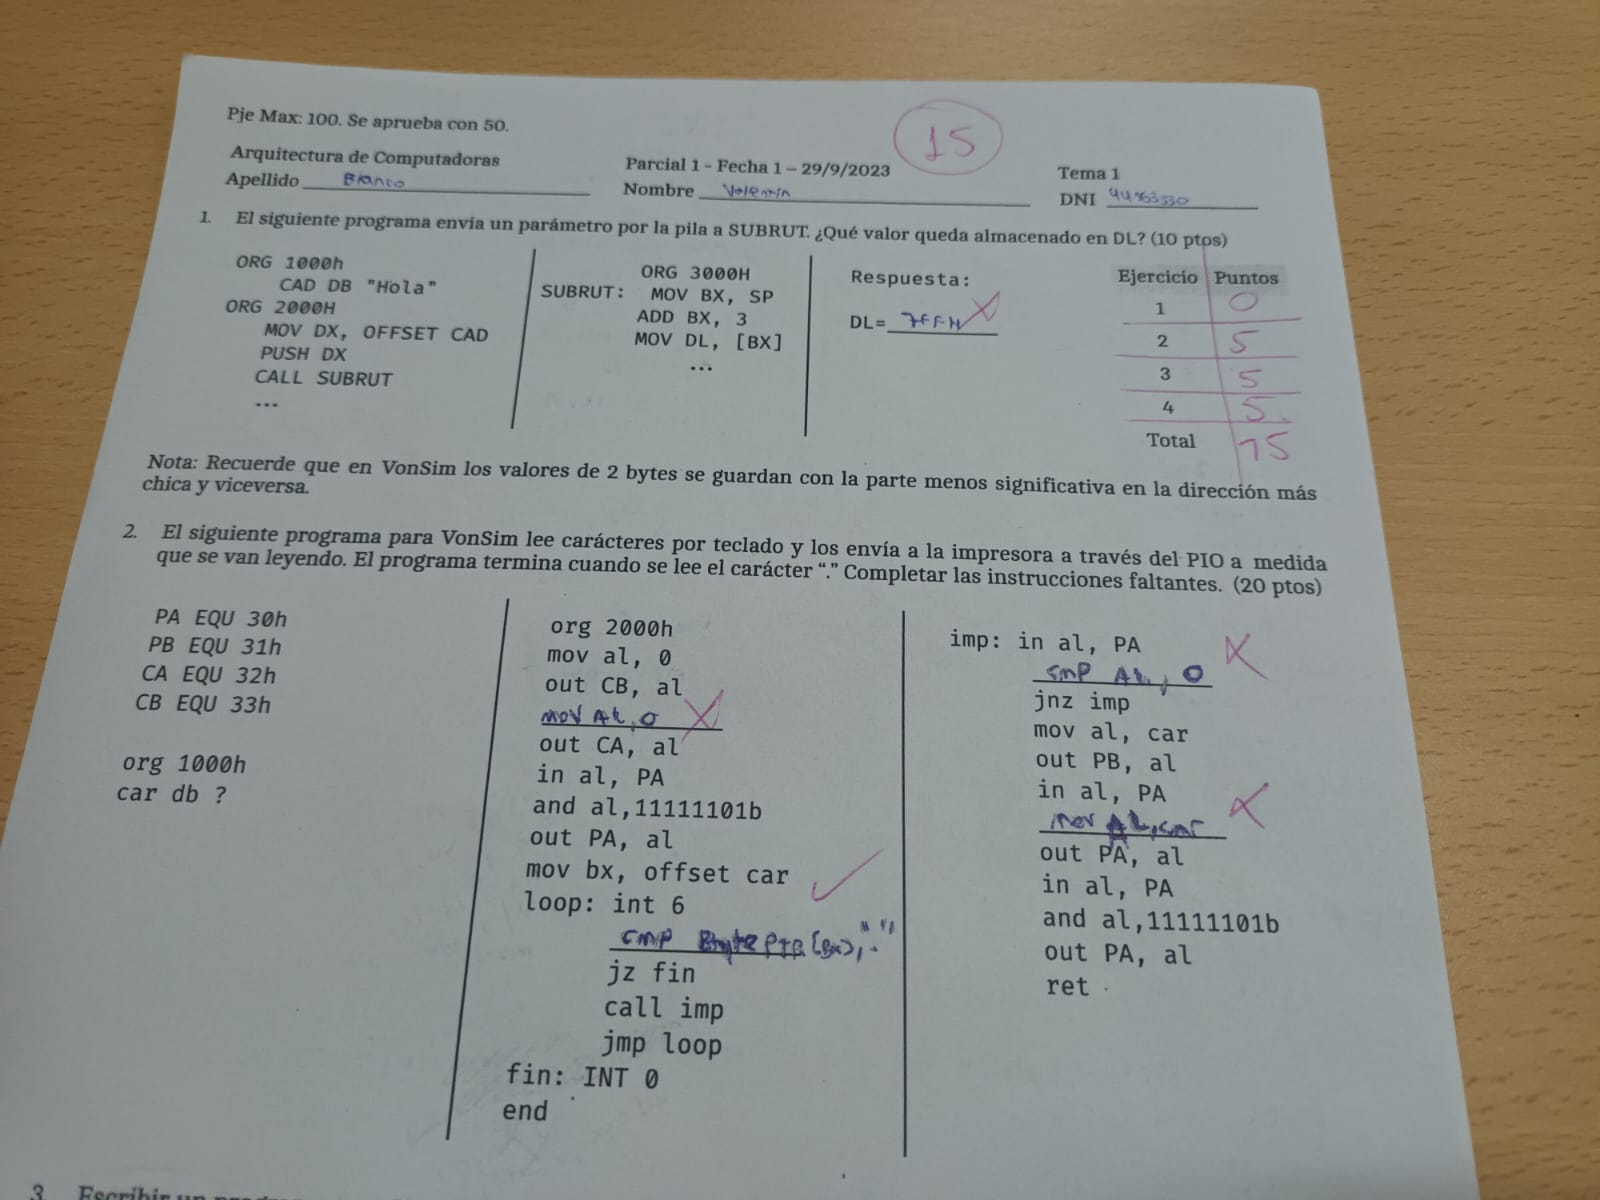 Pje Max: 100. Se aprueba con 50.
15
Arquitectura de Computadoras
Parcial 1 - Fecha 1 – 29/9/2023
Tema 1
Apellido Bianco
Nombre Valentin
DNI
1. El siguiente programa envía un parámetro por la pila a SUBRUT. ¿Qué valor queda almacenado en DL? (10 ptos)
ORG 1000h
CAD DB "Hola"
ORG 2000H
MOV DX, OFFSET CAD
PUSH DX
CALL SUBRUT
...
ORG 3000H
SUBRUT: MOV BX, SP
ADD BX, 3
MOV DL, [BX]
...
Respuesta:
DL= 7FFH
Ejercicio Puntos
1 0
2 5
3 5
4 5
Total 15
Nota: Recuerde que en VonSim los valores de 2 bytes se guardan con la parte menos significativa en la dirección más
chica y viceversa.
2. El siguiente programa para VonSim lee carácteres por teclado y los envía a la impresora a través del PIO a medida
que se van leyendo. El programa termina cuando se lee el carácter “.” Completar las instrucciones faltantes. (20 ptos)
PA EQU 30h
PB EQU 31h
CA EQU 32h
CB EQU 33h
org 1000h
car db ?
org 2000h
mov al, 0
out CB, al
MOV AL, 0
out CA, al
in al, PA
and al,11111101b
out PA, al
mov bx, offset car
loop: int 6
CMP Byte PTR [BX], "."
jz fin
call imp
jmp loop
fin: INT 0
end
imp: in al, PA
CMP AL, 0
jnz imp
mov al, car
out PB, al
in al, PA
mov AL, car
out PA, al
in al, PA
and al,11111101b
out PA, al
ret
3. Escribir un